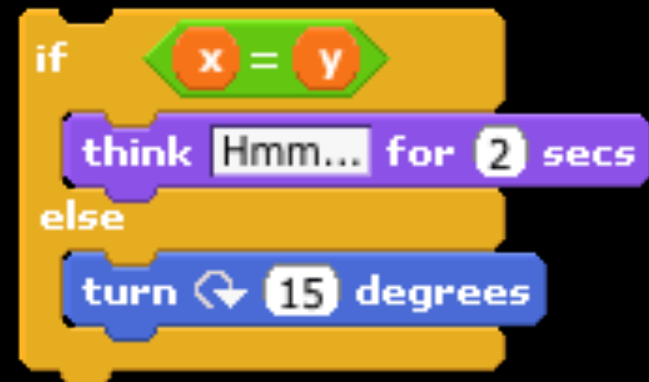 if x = y
think Hmm... for 2 secs
else
turn 15 degrees